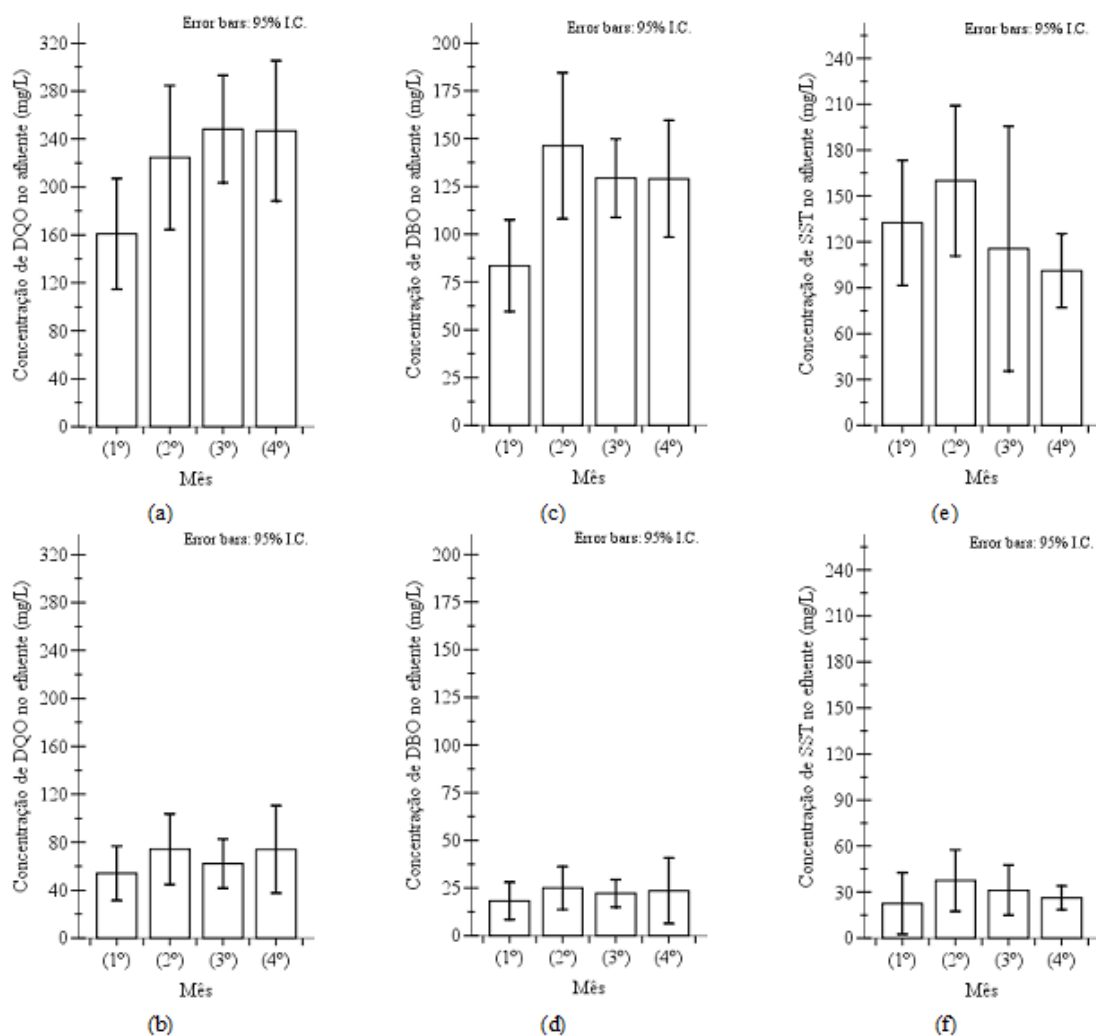 Error bars: 95% I.C.
Concentração de DQO no afluente (mg/L)
320
280
240
200
160
120
80
40
0
(1º) (2º) (3º) (4º)
Mês
(a)
Error bars: 95% I.C.
Concentração de DBO no afluente (mg/L)
200
175
150
125
100
75
50
25
0
(1º) (2º) (3º) (4º)
Mês
(c)
Error bars: 95% I.C.
Concentração de SST no afluente (mg/L)
240
210
180
150
120
90
60
30
0
(1º) (2º) (3º) (4º)
Mês
(e)
Error bars: 95% I.C.
Concentração de DQO no efluente (mg/L)
320
280
240
200
160
120
80
40
0
(1º) (2º) (3º) (4º)
Mês
(b)
Error bars: 95% I.C.
Concentração de DBO no efluente (mg/L)
200
175
150
125
100
75
50
25
0
(1º) (2º) (3º) (4º)
Mês
(d)
Error bars: 95% I.C.
Concentração de SST no efluente (mg/L)
240
210
180
150
120
90
60
30
0
(1º) (2º) (3º) (4º)
Mês
(f)